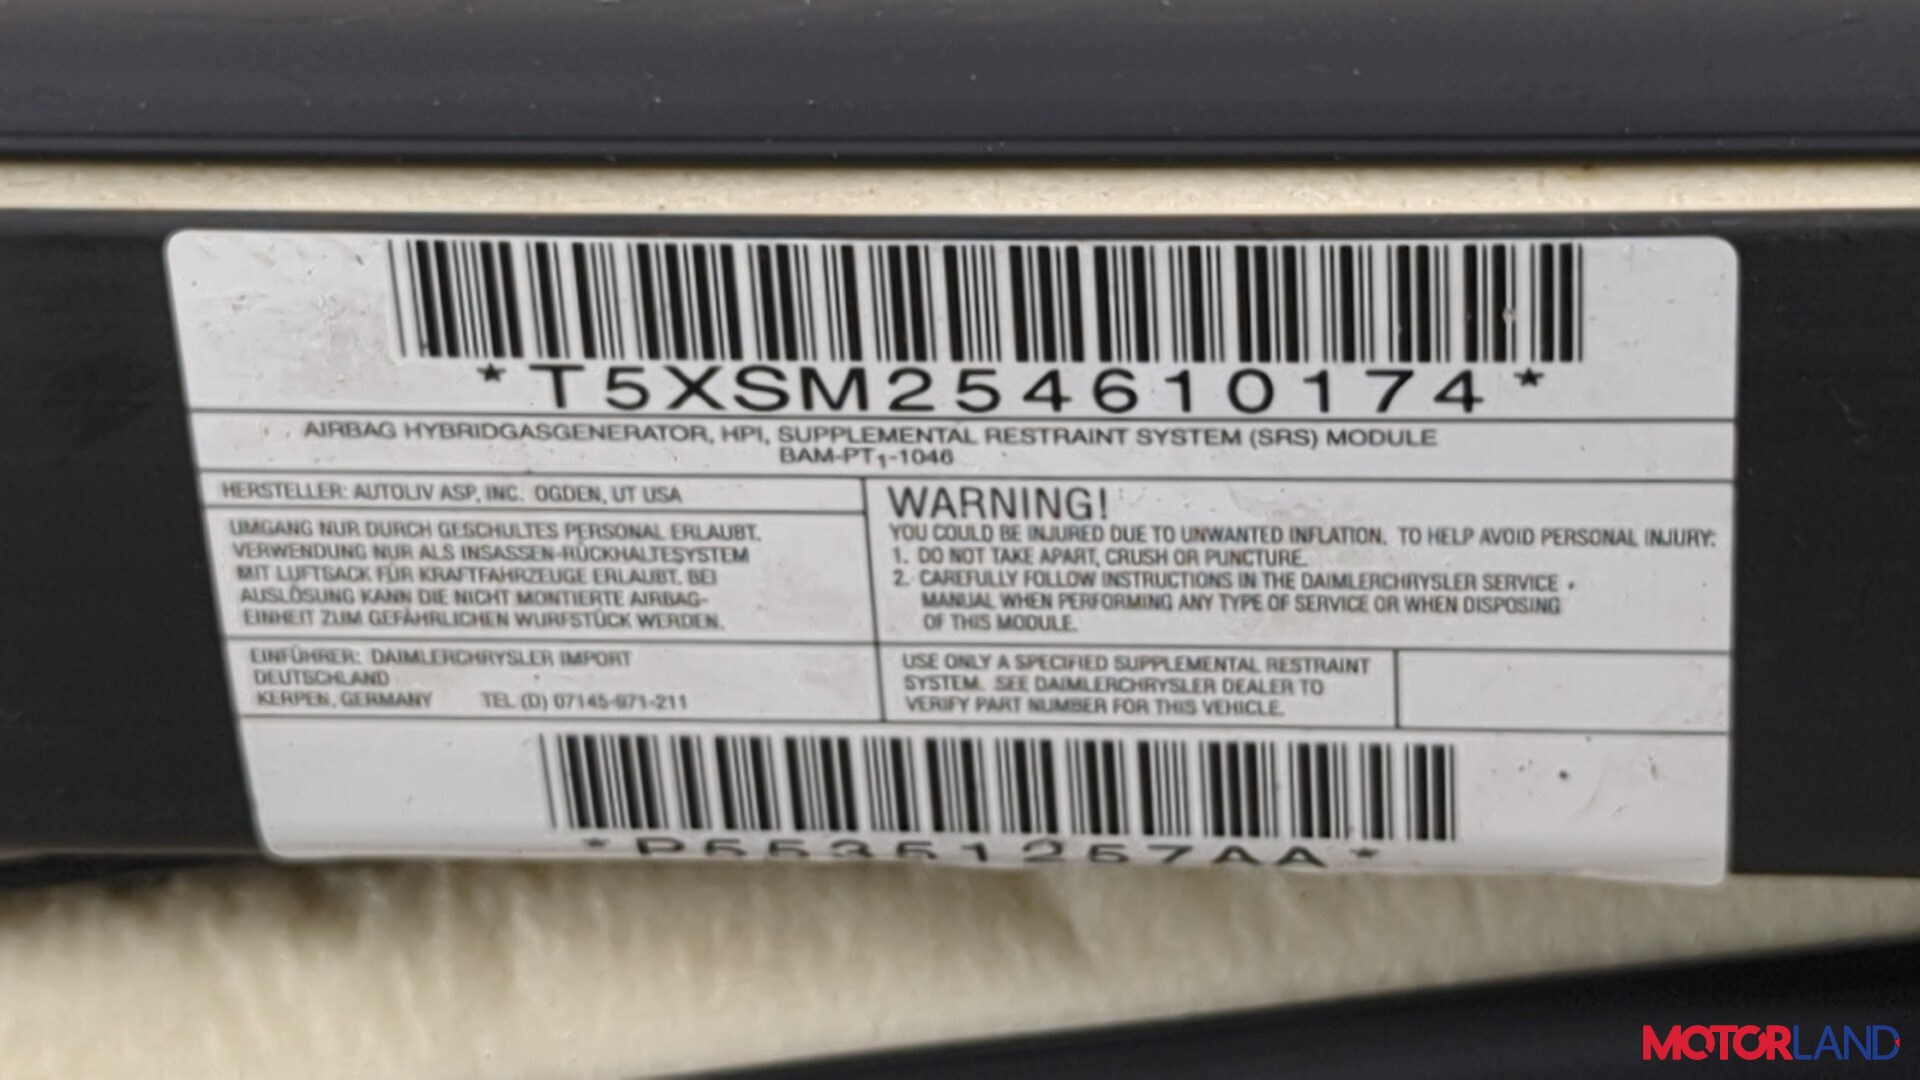 *T5XSM254610174*
AIRBAG HYBRIDGASGENERATOR, HPI, SUPPLEMENTAL RESTRAINT SYSTEM (SRS) MODULE
BAM-PT1-1046
HERSTELLER: AUTOLIV ASP, INC. OGDEN, UT USA
UMGANG NUR DURCH GESCHULTES PERSONAL ERLAUBT.
VERWENDUNG NUR ALS INSASSEN-RÜCKHALTESYSTEM
MIT LUFTSACK FÜR KRAFTFAHRZEUGE ERLAUBT. BEI
AUSLÖSUNG KANN DIE NICHT MONTIERTE AIRBAG-
EINHEIT ZUM GEFÄHRLICHEN WURFSTÜCK WERDEN.
EINFÜHRER: DAIMLERCHRYSLER IMPORT
DEUTSCHLAND
KERPEN, GERMANY TEL (D) 07145-971-211
WARNING!
YOU COULD BE INJURED DUE TO UNWANTED INFLATION. TO HELP AVOID PERSONAL INJURY:
1. DO NOT TAKE APART, CRUSH OR PUNCTURE.
2. CAREFULLY FOLLOW INSTRUCTIONS IN THE DAIMLERCHRYSLER SERVICE
MANUAL WHEN PERFORMING ANY TYPE OF SERVICE OR WHEN DISPOSING
OF THIS MODULE.
USE ONLY A SPECIFIED SUPPLEMENTAL RESTRAINT
SYSTEM. SEE DAIMLERCHRYSLER DEALER TO
VERIFY PART NUMBER FOR THIS VEHICLE.
*P55351257AA*
MOTORLAND